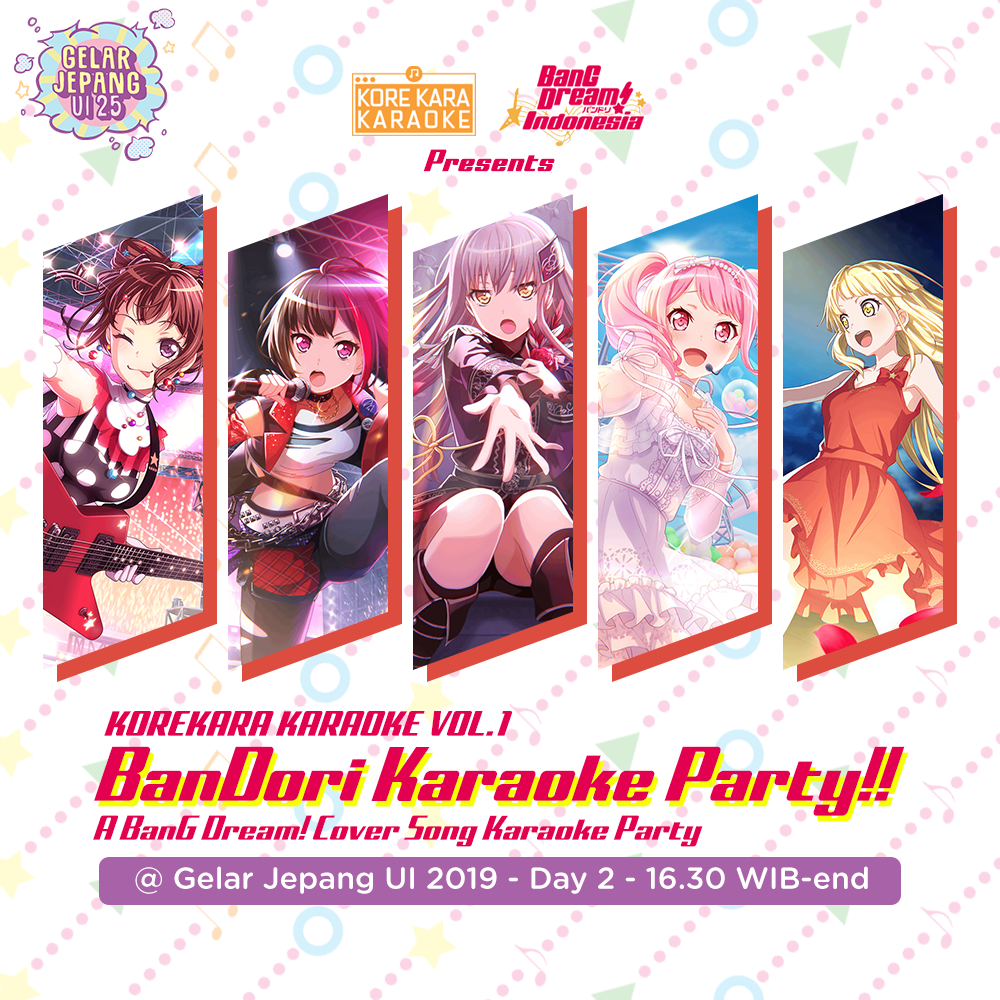 GELAR
JEPANG
UI 25
KORE KARA
KARAOKE
BanG
Dream!
バンドリ
Indonesia
Presents
KOREKARA KARAOKE VOL.1
BanDori Karaoke Party!!
A BanG Dream! Cover Song Karaoke Party
@ Gelar Jepang UI 2019 - Day 2 - 16.30 WIB-end